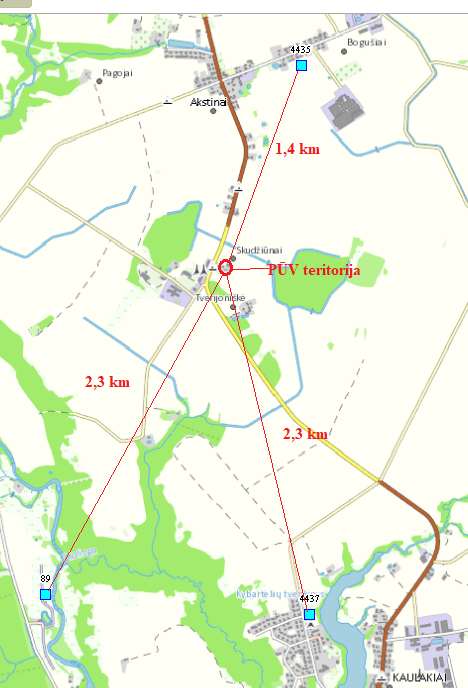 4435
Bogušiai
Pagojai
Akstinai
1,4 km
Skudžiūnai
PŪV teritorija
Tverijoniškė
2,3 km
2,3 km
89
Kybartėlių
4437
KAULAKIAI